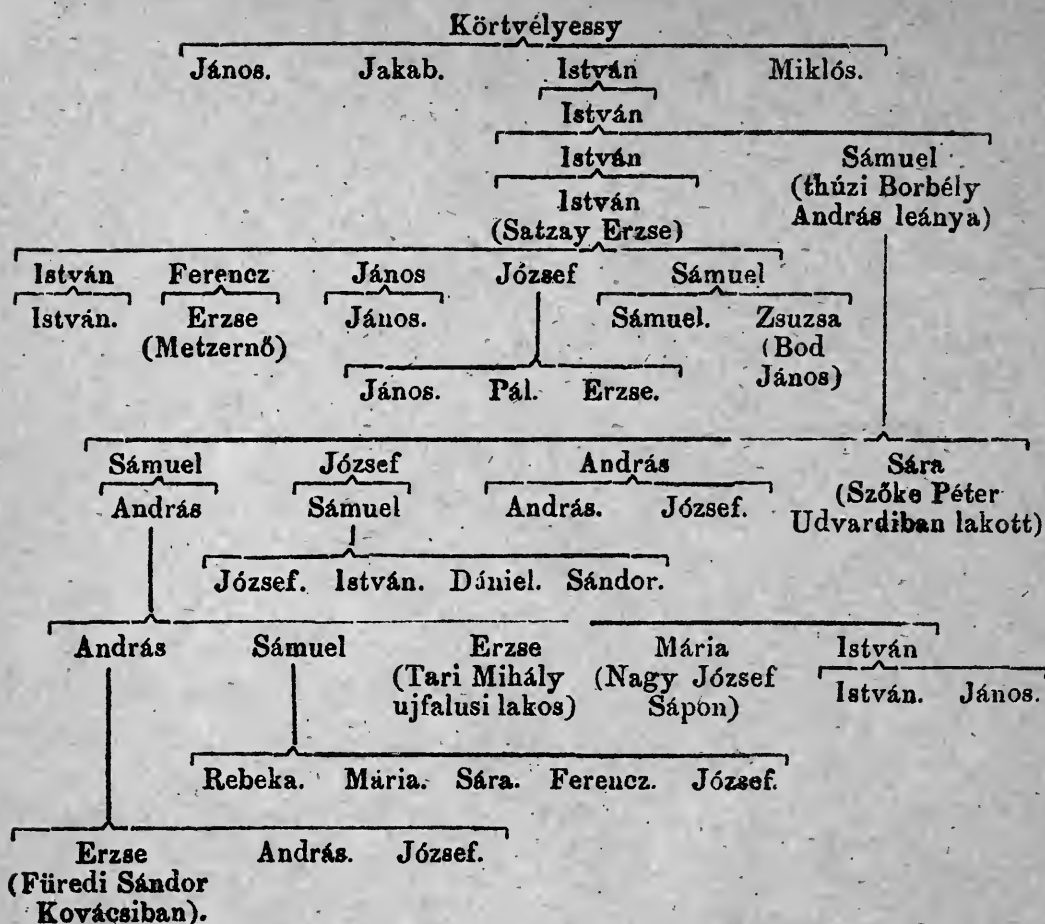 Körtvélyessy
János. Jakab. István Miklós.
István
István Sámuel
(thúzi Borbély
András leánya)
István
(Satzay Erzse)
István Ferencz János József Sámuel
István. Erzse János. Sámuel. Zsuzsa
(Metzernő) (Bod
János)
János. Pál. Erzse.
Sámuel József András Sára
(Szőke Péter
Udvardiban lakott)
András Sámuel András. József.
József. István. Dániel. Sándor.
András Sámuel Erzse Mária István
(Tari Mihály (Nagy József
ujfalusi lakos) Sápon)
István. János.
Rebeka. Mária. Sára. Ferencz. József.
Erzse András. József.
(Füredi Sándor
Kovácsiban).